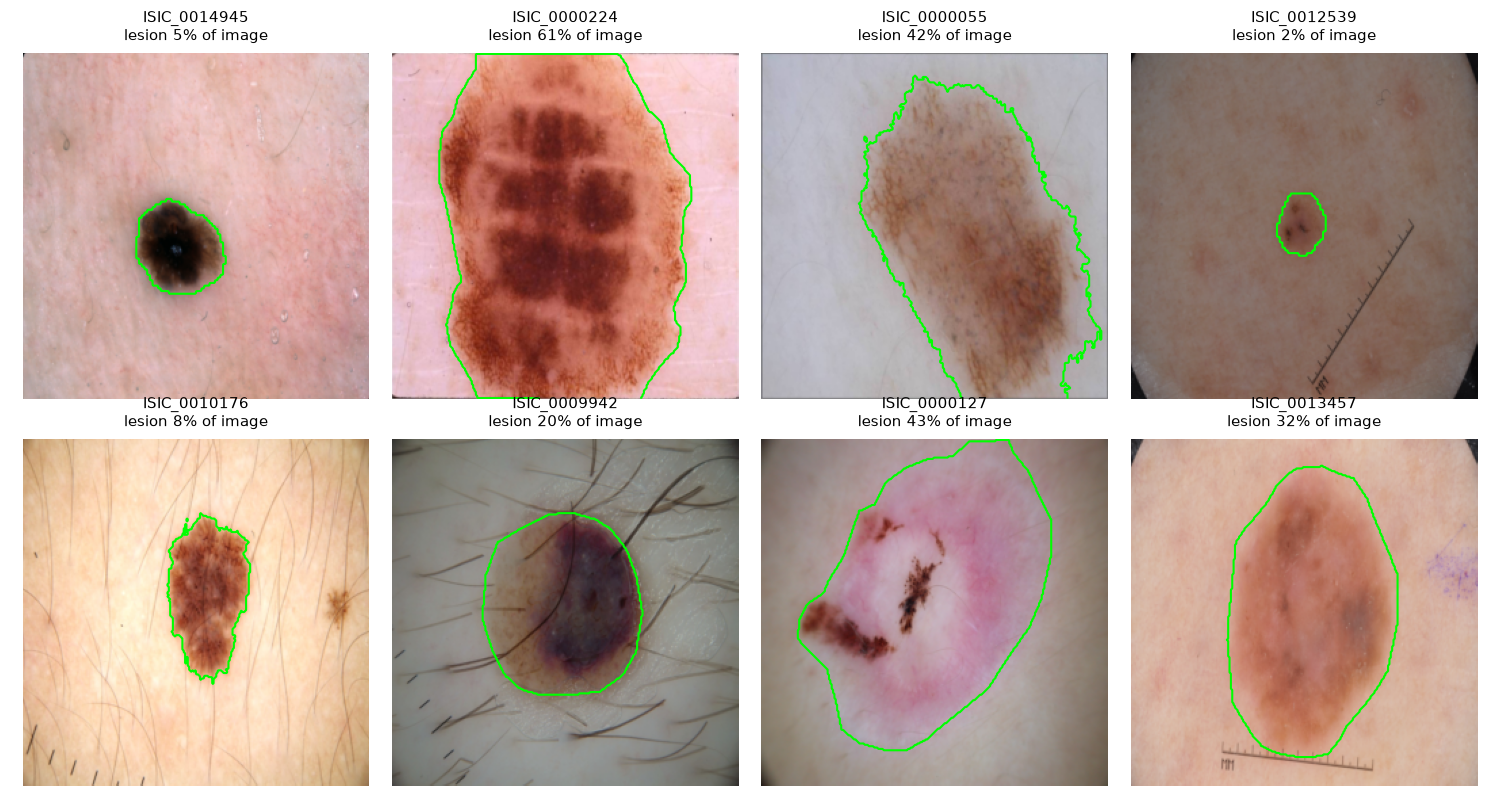 ISIC_0014945
lesion 5% of image
ISIC_0000224
lesion 61% of image
ISIC_0000055
lesion 42% of image
ISIC_0012539
lesion 2% of image
MM
ISIC_0010176
lesion 8% of image
ISIC_0009942
lesion 20% of image
ISIC_0000127
lesion 43% of image
ISIC_0013457
lesion 32% of image
MM